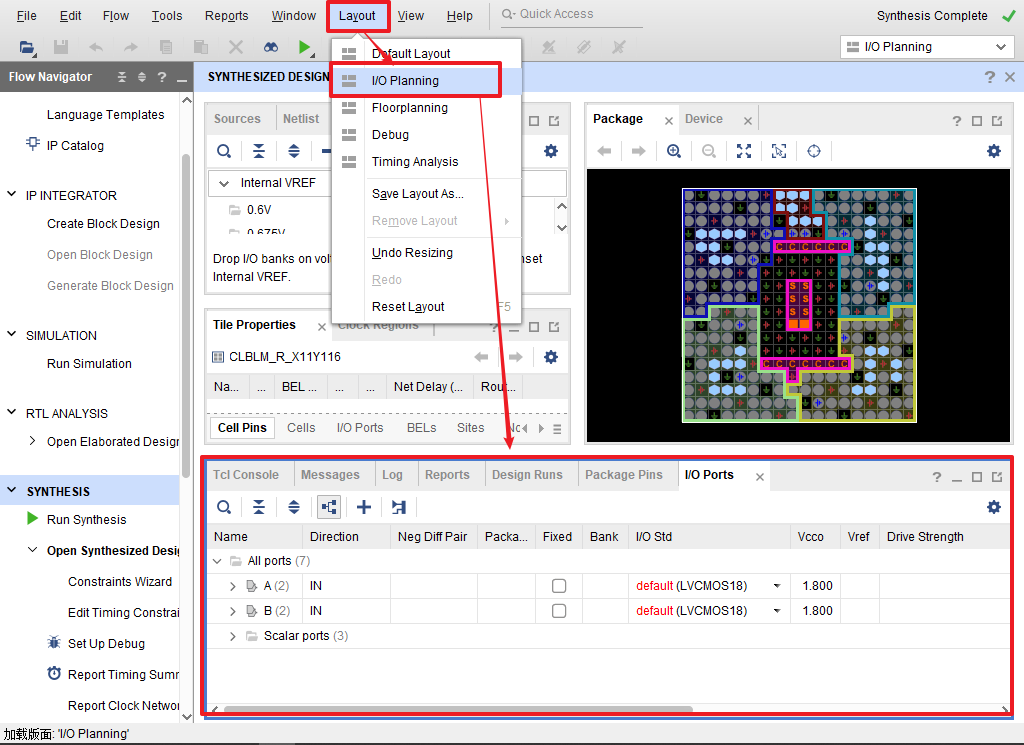 File Edit Flow Tools Reports Window Layout View Help Quick Access Synthesis Complete
I/O Planning
Flow Navigator
SYNTHESIZED DESIGN
Default Layout
I/O Planning
Floorplanning
Debug
Timing Analysis
Save Layout As...
Remove Layout
Undo Resizing
Redo
Reset Layout F5
Language Templates
IP Catalog
IP INTEGRATOR
Create Block Design
Open Block Design
Generate Block Design
SIMULATION
Run Simulation
RTL ANALYSIS
Open Elaborated Design
SYNTHESIS
Run Synthesis
Open Synthesized Desi
Constraints Wizard
Edit Timing Constrai
Set Up Debug
Report Timing Summ
Report Clock Networ
Sources Netlist
Internal VREF
0.6V
0.675V
Drop I/O banks on volt
nset
Internal VREF.
Tile Properties Clock Regions
CLBLM_R_X11Y116
Na... ... BEL ... ... ... Net Delay (... Rout...
Cell Pins Cells I/O Ports BELs Sites
Package Device
Tcl Console Messages Log Reports Design Runs Package Pins I/O Ports
Name Direction Neg Diff Pair Packa... Fixed Bank I/O Std Vcco Vref Drive Strength
All ports (7)
A (2) IN default (LVCMOS18) 1.800
B (2) IN default (LVCMOS18) 1.800
Scalar ports (3)
加载版面: 'I/O Planning'